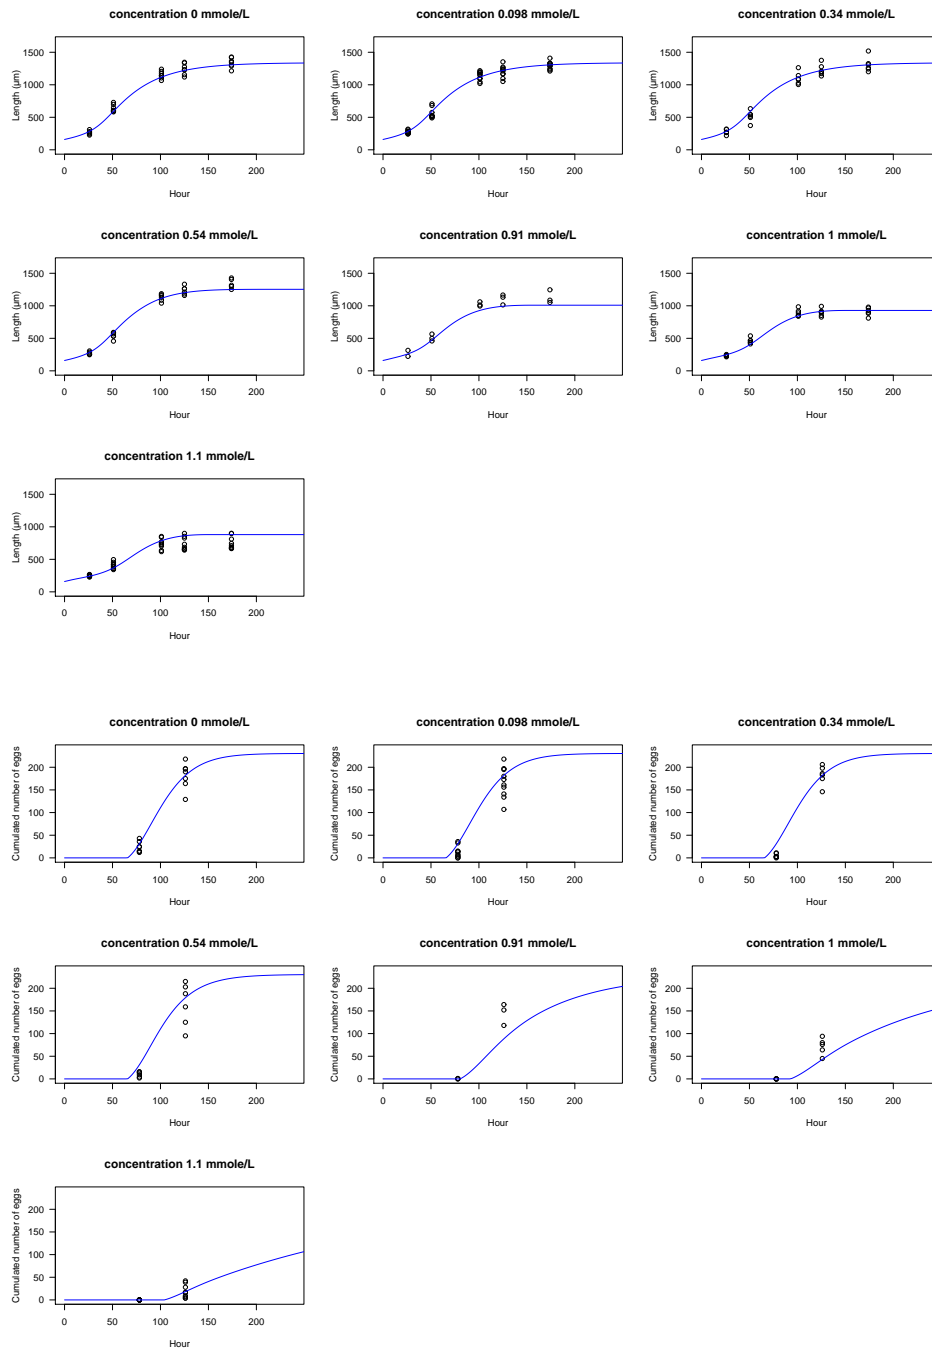 concentration 0 mmole/L
concentration 0.098 mmole/L
concentration 0.34 mmole/L
Length (µm)
1500
1000
500
0
0 50 100 150 200
Hour
Length (µm)
1500
1000
500
0
0 50 100 150 200
Hour
Length (µm)
1500
1000
500
0
0 50 100 150 200
Hour
concentration 0.54 mmole/L
concentration 0.91 mmole/L
concentration 1 mmole/L
Length (µm)
1500
1000
500
0
0 50 100 150 200
Hour
Length (µm)
1500
1000
500
0
0 50 100 150 200
Hour
Length (µm)
1500
1000
500
0
0 50 100 150 200
Hour
concentration 1.1 mmole/L
Length (µm)
1500
1000
500
0
0 50 100 150 200
Hour
concentration 0 mmole/L
concentration 0.098 mmole/L
concentration 0.34 mmole/L
Cumulated number of eggs
200
150
100
50
0
0 50 100 150 200
Hour
Cumulated number of eggs
200
150
100
50
0
0 50 100 150 200
Hour
Cumulated number of eggs
200
150
100
50
0
0 50 100 150 200
Hour
concentration 0.54 mmole/L
concentration 0.91 mmole/L
concentration 1 mmole/L
Cumulated number of eggs
200
150
100
50
0
0 50 100 150 200
Hour
Cumulated number of eggs
200
150
100
50
0
0 50 100 150 200
Hour
Cumulated number of eggs
200
150
100
50
0
0 50 100 150 200
Hour
concentration 1.1 mmole/L
Cumulated number of eggs
200
150
100
50
0
0 50 100 150 200
Hour